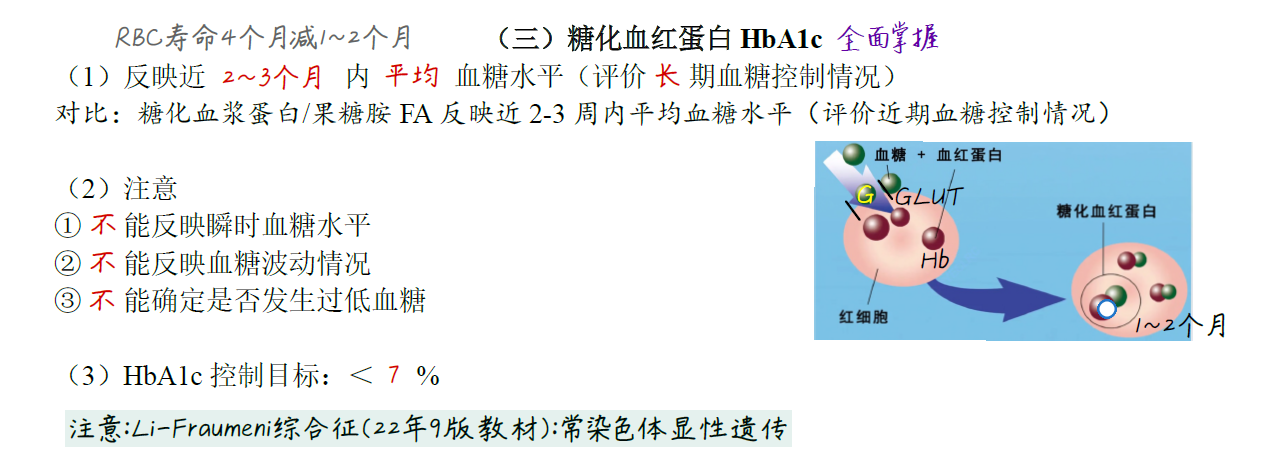 RBC寿命4个月减1~2个月 （三）糖化血红蛋白 HbA1c 全面掌握
（1）反映近 2~3个月 内 平均 血糖水平（评价 长 期血糖控制情况）
对比：糖化血浆蛋白/果糖胺 FA 反映近 2-3 周内平均血糖水平（评价近期血糖控制情况）
（2）注意
① 不 能反映瞬时血糖水平
② 不 能反映血糖波动情况
③ 不 能确定是否发生过低血糖
血糖 + 血红蛋白
G GLUT
Hb
红细胞
糖化血红蛋白
1~2个月
（3）HbA1c 控制目标：＜ 7 %
注意:Li-Fraumeni综合征(22年9版教材):常染色体显性遗传